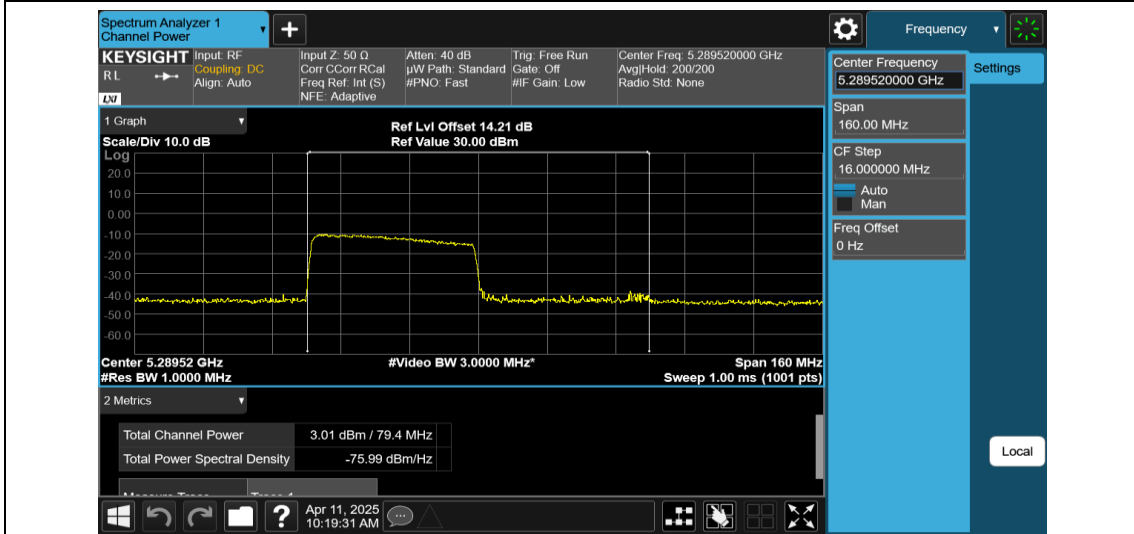 Spectrum Analyzer 1
Channel Power
Frequency
KEYSIGHT
R L
LXI
Input: RF
Coupling: DC
Align: Auto
Input Z: 50 Ω
Corr CCorr RCal
Freq Ref: Int (S)
NFE: Adaptive
Atten: 40 dB
µW Path: Standard
#PNO: Fast
Trig: Free Run
Gate: Off
#IF Gain: Low
Center Freq: 5.289520000 GHz
Avg|Hold: 200/200
Radio Std: None
Center Frequency
5.289520000 GHz
Settings
Span
160.00 MHz
CF Step
16.000000 MHz
Auto
Man
Freq Offset
0 Hz
1 Graph
Scale/Div 10.0 dB
Ref Lvl Offset 14.21 dB
Ref Value 30.00 dBm
Log
20.0
10.0
0.00
-10.0
-20.0
-30.0
-40.0
-50.0
-60.0
Center 5.28952 GHz
#Video BW 3.0000 MHz*
Span 160 MHz
#Res BW 1.0000 MHz
Sweep 1.00 ms (1001 pts)
2 Metrics
Total Channel Power 3.01 dBm / 79.4 MHz
Total Power Spectral Density -75.99 dBm/Hz
Local
?
Apr 11, 2025
10:19:31 AM